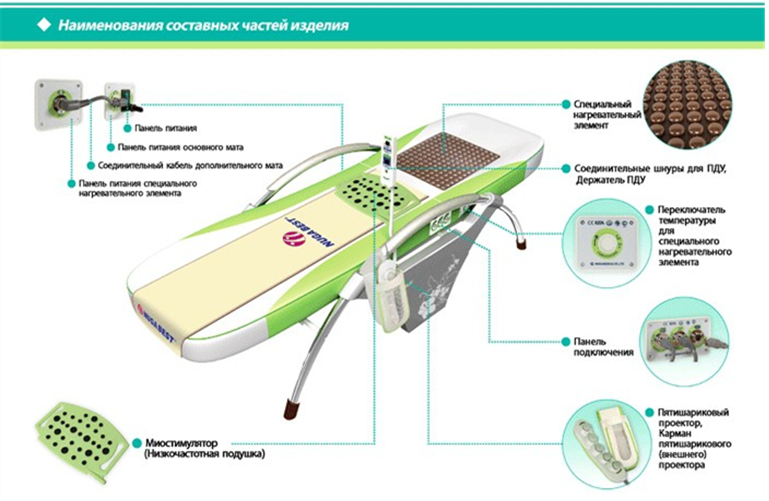 Наименования составных частей изделия
Панель питания
Панель питания основного мата
Соединительный кабель дополнительного мата
Панель питания специального
нагревательного элемента
Специальный
нагревательный
элемент
Соединительные шнуры для ПДУ,
Держатель ПДУ
Переключатель
температуры
для
специального
нагревательного
элемента
Панель
подключения
Пятишариковый
проектор,
Карман
пятишарикового
(внешнего)
проектора
Миостимулятор
(Низкочастотная подушка)
NUGA BEST
NUGA BEST